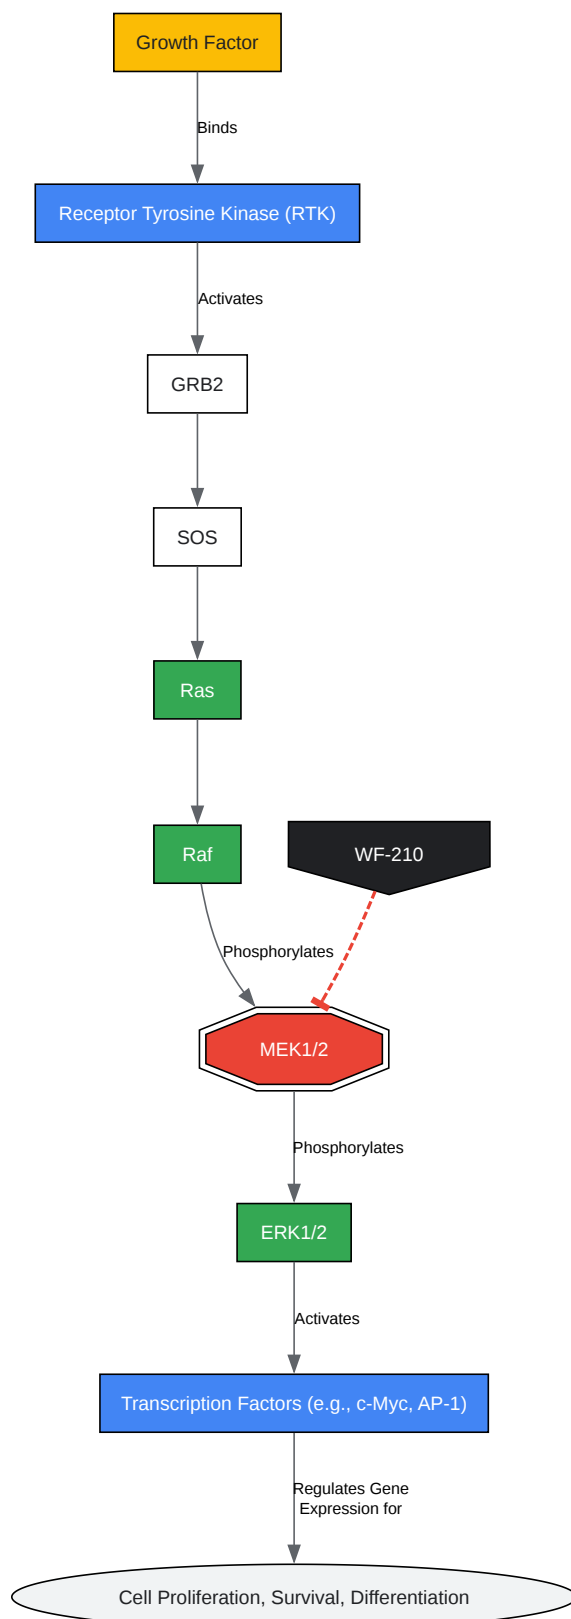 Growth Factor
Binds
Receptor Tyrosine Kinase (RTK)
Activates
GRB2
SOS
Ras
Raf
WF-210
Phosphorylates
MEK1/2
Phosphorylates
ERK1/2
Activates
Transcription Factors (e.g., c-Myc, AP-1)
Regulates Gene
Expression for
Cell Proliferation, Survival, Differentiation